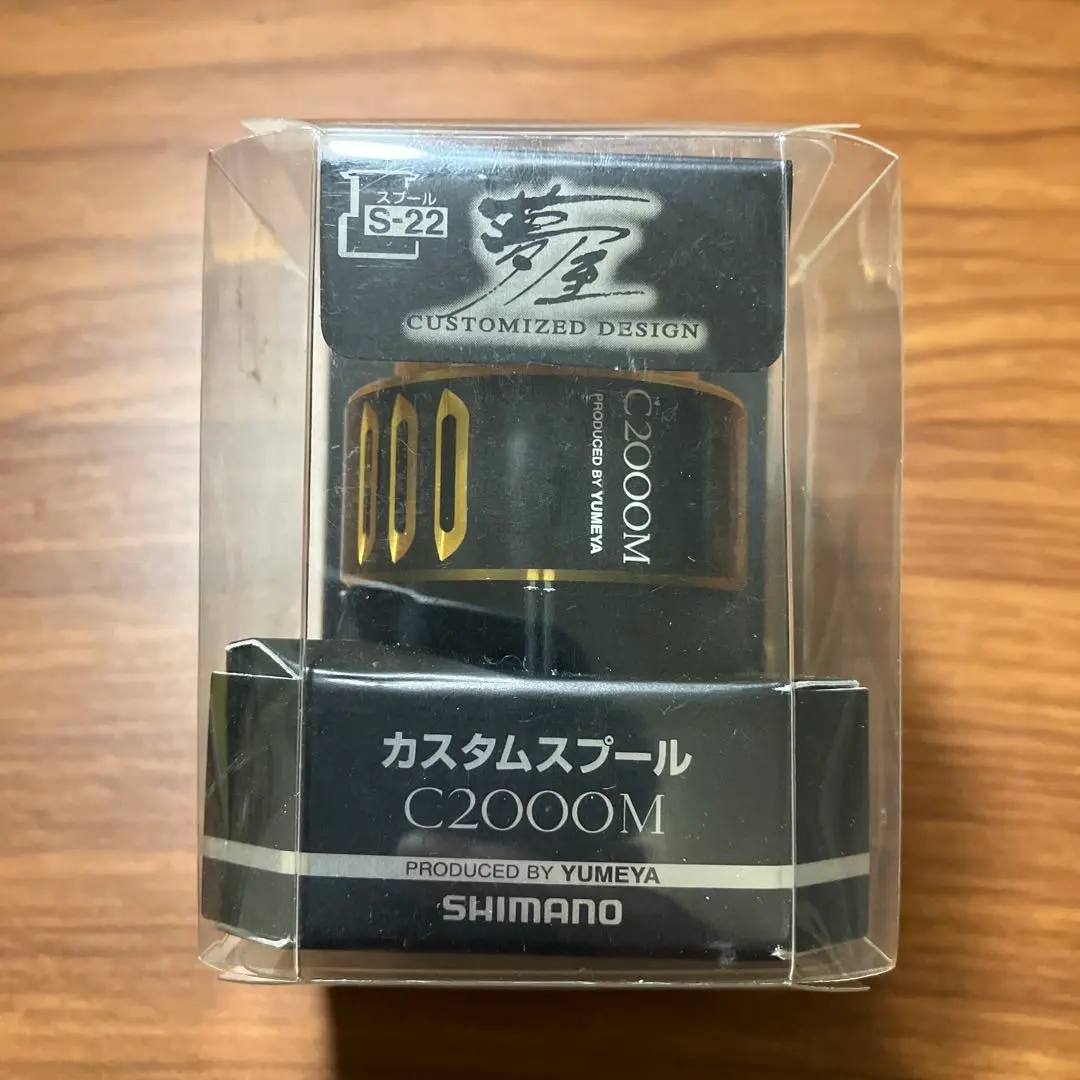 スプール
S-22
夢屋
CUSTOMIZED DESIGN
C2000M
PRODUCED BY YUMEYA
カスタムスプール
C2000M
PRODUCED BY YUMEYA
SHIMANO